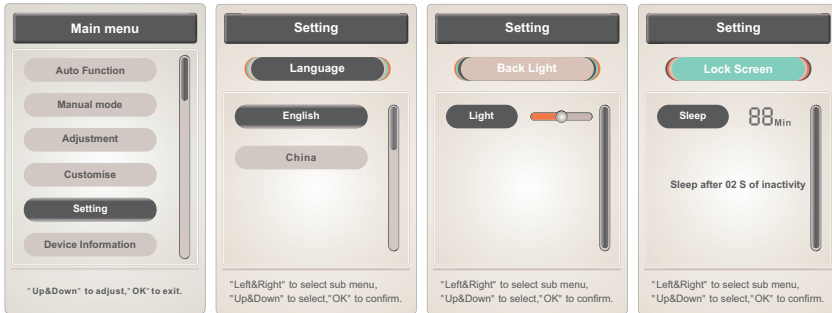 Main menu
Auto Function
Manual mode
Adjustment
Customise
Setting
Device Information
"Up&Down" to adjust,"OK" to exit.
Setting
Language
English
China
"Left&Right" to select sub menu,
"Up&Down" to select,"OK" to confirm.
Setting
Back Light
Light
"Left&Right" to select sub menu,
"Up&Down" to select,"OK" to confirm.
Setting
Lock Screen
Sleep 88 Min
Sleep after 02 S of inactivity
"Left&Right" to select sub menu,
"Up&Down" to select,"OK" to confirm.